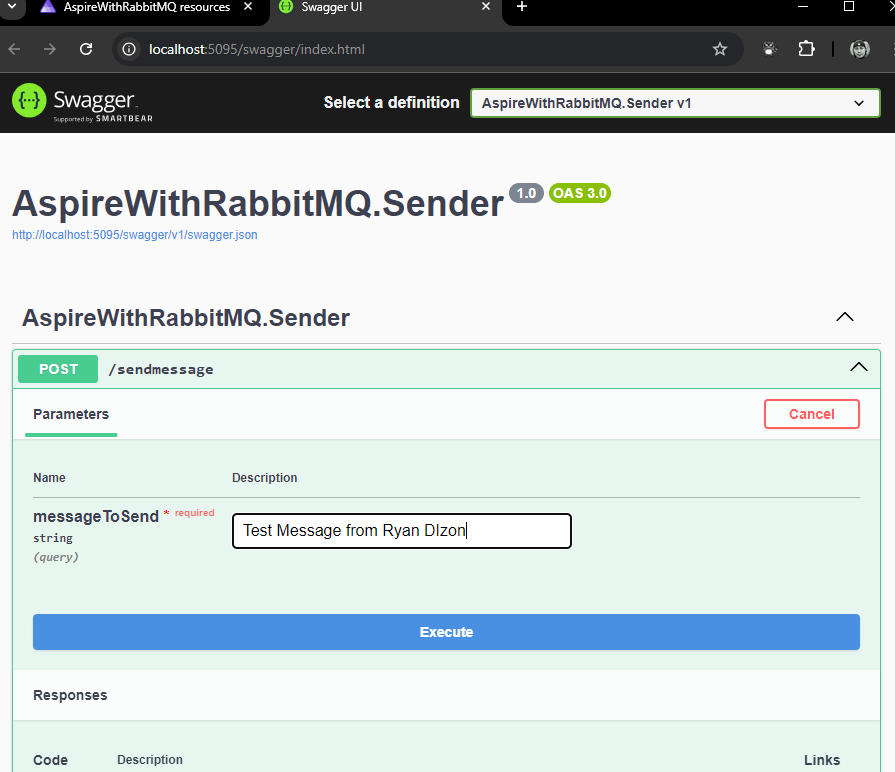 AspireWithRabbitMQ resources
Swagger UI
localhost:5095/swagger/index.html
{...} Swagger
Supported by SMARTBEAR
Select a definition
AspireWithRabbitMQ.Sender v1
AspireWithRabbitMQ.Sender 1.0 OAS 3.0
http://localhost:5095/swagger/v1/swagger.json
AspireWithRabbitMQ.Sender
POST /sendmessage
Parameters
Cancel
Name Description
messageToSend * required
Test Message from Ryan DIzon
string
(query)
Execute
Responses
Code Description Links